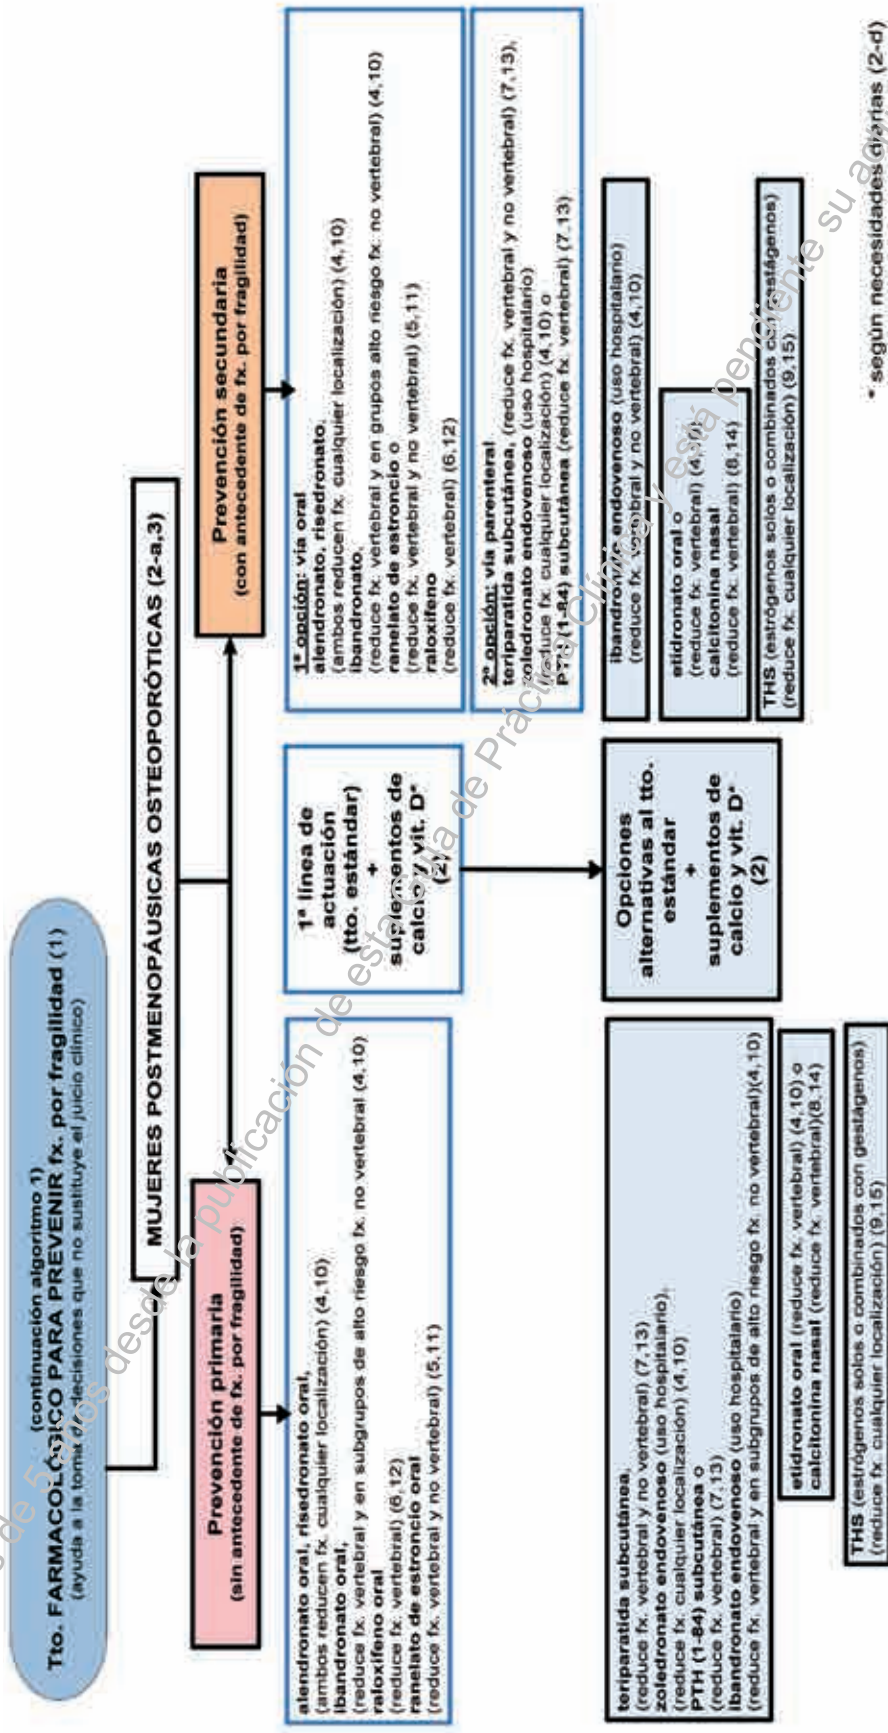 (continuación algoritmo 1)
Tto. FARMACOLÓGICO PARA PREVENIR fx. por fragilidad (1)
(ayuda a la toma de decisiones que no sustituye el juicio clínico)
MUJERES POSTMENOPÁUSICAS OSTEOPORÓTICAS (2-a,3)
Prevención primaria
(sin antecedente de fx. por fragilidad)
Prevención secundaria
(con antecedente de fx. por fragilidad)
alendronato oral, risedronato oral,
(ambos reducen fx. cualquier localización) (4,10)
ibandronato oral,
(reduce fx. vertebral y en subgrupos de alto riesgo fx. no vertebral (4,10)
raloxifeno oral
(reduce fx. vertebral) (6,12)
ranelato de estroncio oral
(reduce fx. vertebral y no vertebral) (5,11)
1ª línea de
actuación
(tto. estándar)
+
suplementos de
calcio y vit. D*
(2)
1ª opción: vía oral
alendronato, risedronato,
(ambos reducen fx. cualquier localización) (4,10)
ibandronato,
(reduce fx. vertebral y en grupos alto riesgo fx. no vertebral) (4,10)
ranelato de estroncio o
(reduce fx. vertebral y no vertebral) (5,11)
raloxifeno
(reduce fx. vertebral) (6,12)
2ª opción: vía parenteral
teriparatida subcutánea, (reduce fx. vertebral y no vertebral) (7,13),
zoledronato endovenoso (uso hospitalario)
(reduce fx. cualquier localización) (4,10) o
PTH (1-84) subcutánea (reduce fx. vertebral) (7,13)
teriparatida subcutánea,
(reduce fx. vertebral y no vertebral) (7,13)
zoledronato endovenoso (uso hospitalario),
(reduce fx. cualquier localización) (4,10)
PTH (1-84) subcutánea o
(reduce fx. vertebral) (7,13)
ibandronato endovenoso (uso hospitalario)
(reduce fx. vertebral y en subgrupos de alto riesgo fx. no vertebral)(4,10)
etidronato oral (reduce fx. vertebral) (4,10) o
calcitonina nasal (reduce fx. vertebral)(8,14)
THS (estrógenos solos o combinados con gestágenos)
(reduce fx. cualquier localización) (9,15)
Opciones
alternativas al tto.
estándar
+
suplementos de
calcio y vit. D*
(2)
ibandronato endovenoso (uso hospitalario)
(reduce fx. vertebral y no vertebral) (4,10)
etidronato oral o
(reduce fx. vertebral) (4,10)
calcitonina nasal
(reduce fx. vertebral) (8,14)
THS (estrógenos solos o combinados con gestágenos)
(reduce fx. cualquier localización) (9,15)
* según necesidades diarias (2-d)
de 5 años desde la publicación de esta Guía de Práctica Clínica y está pendiente su